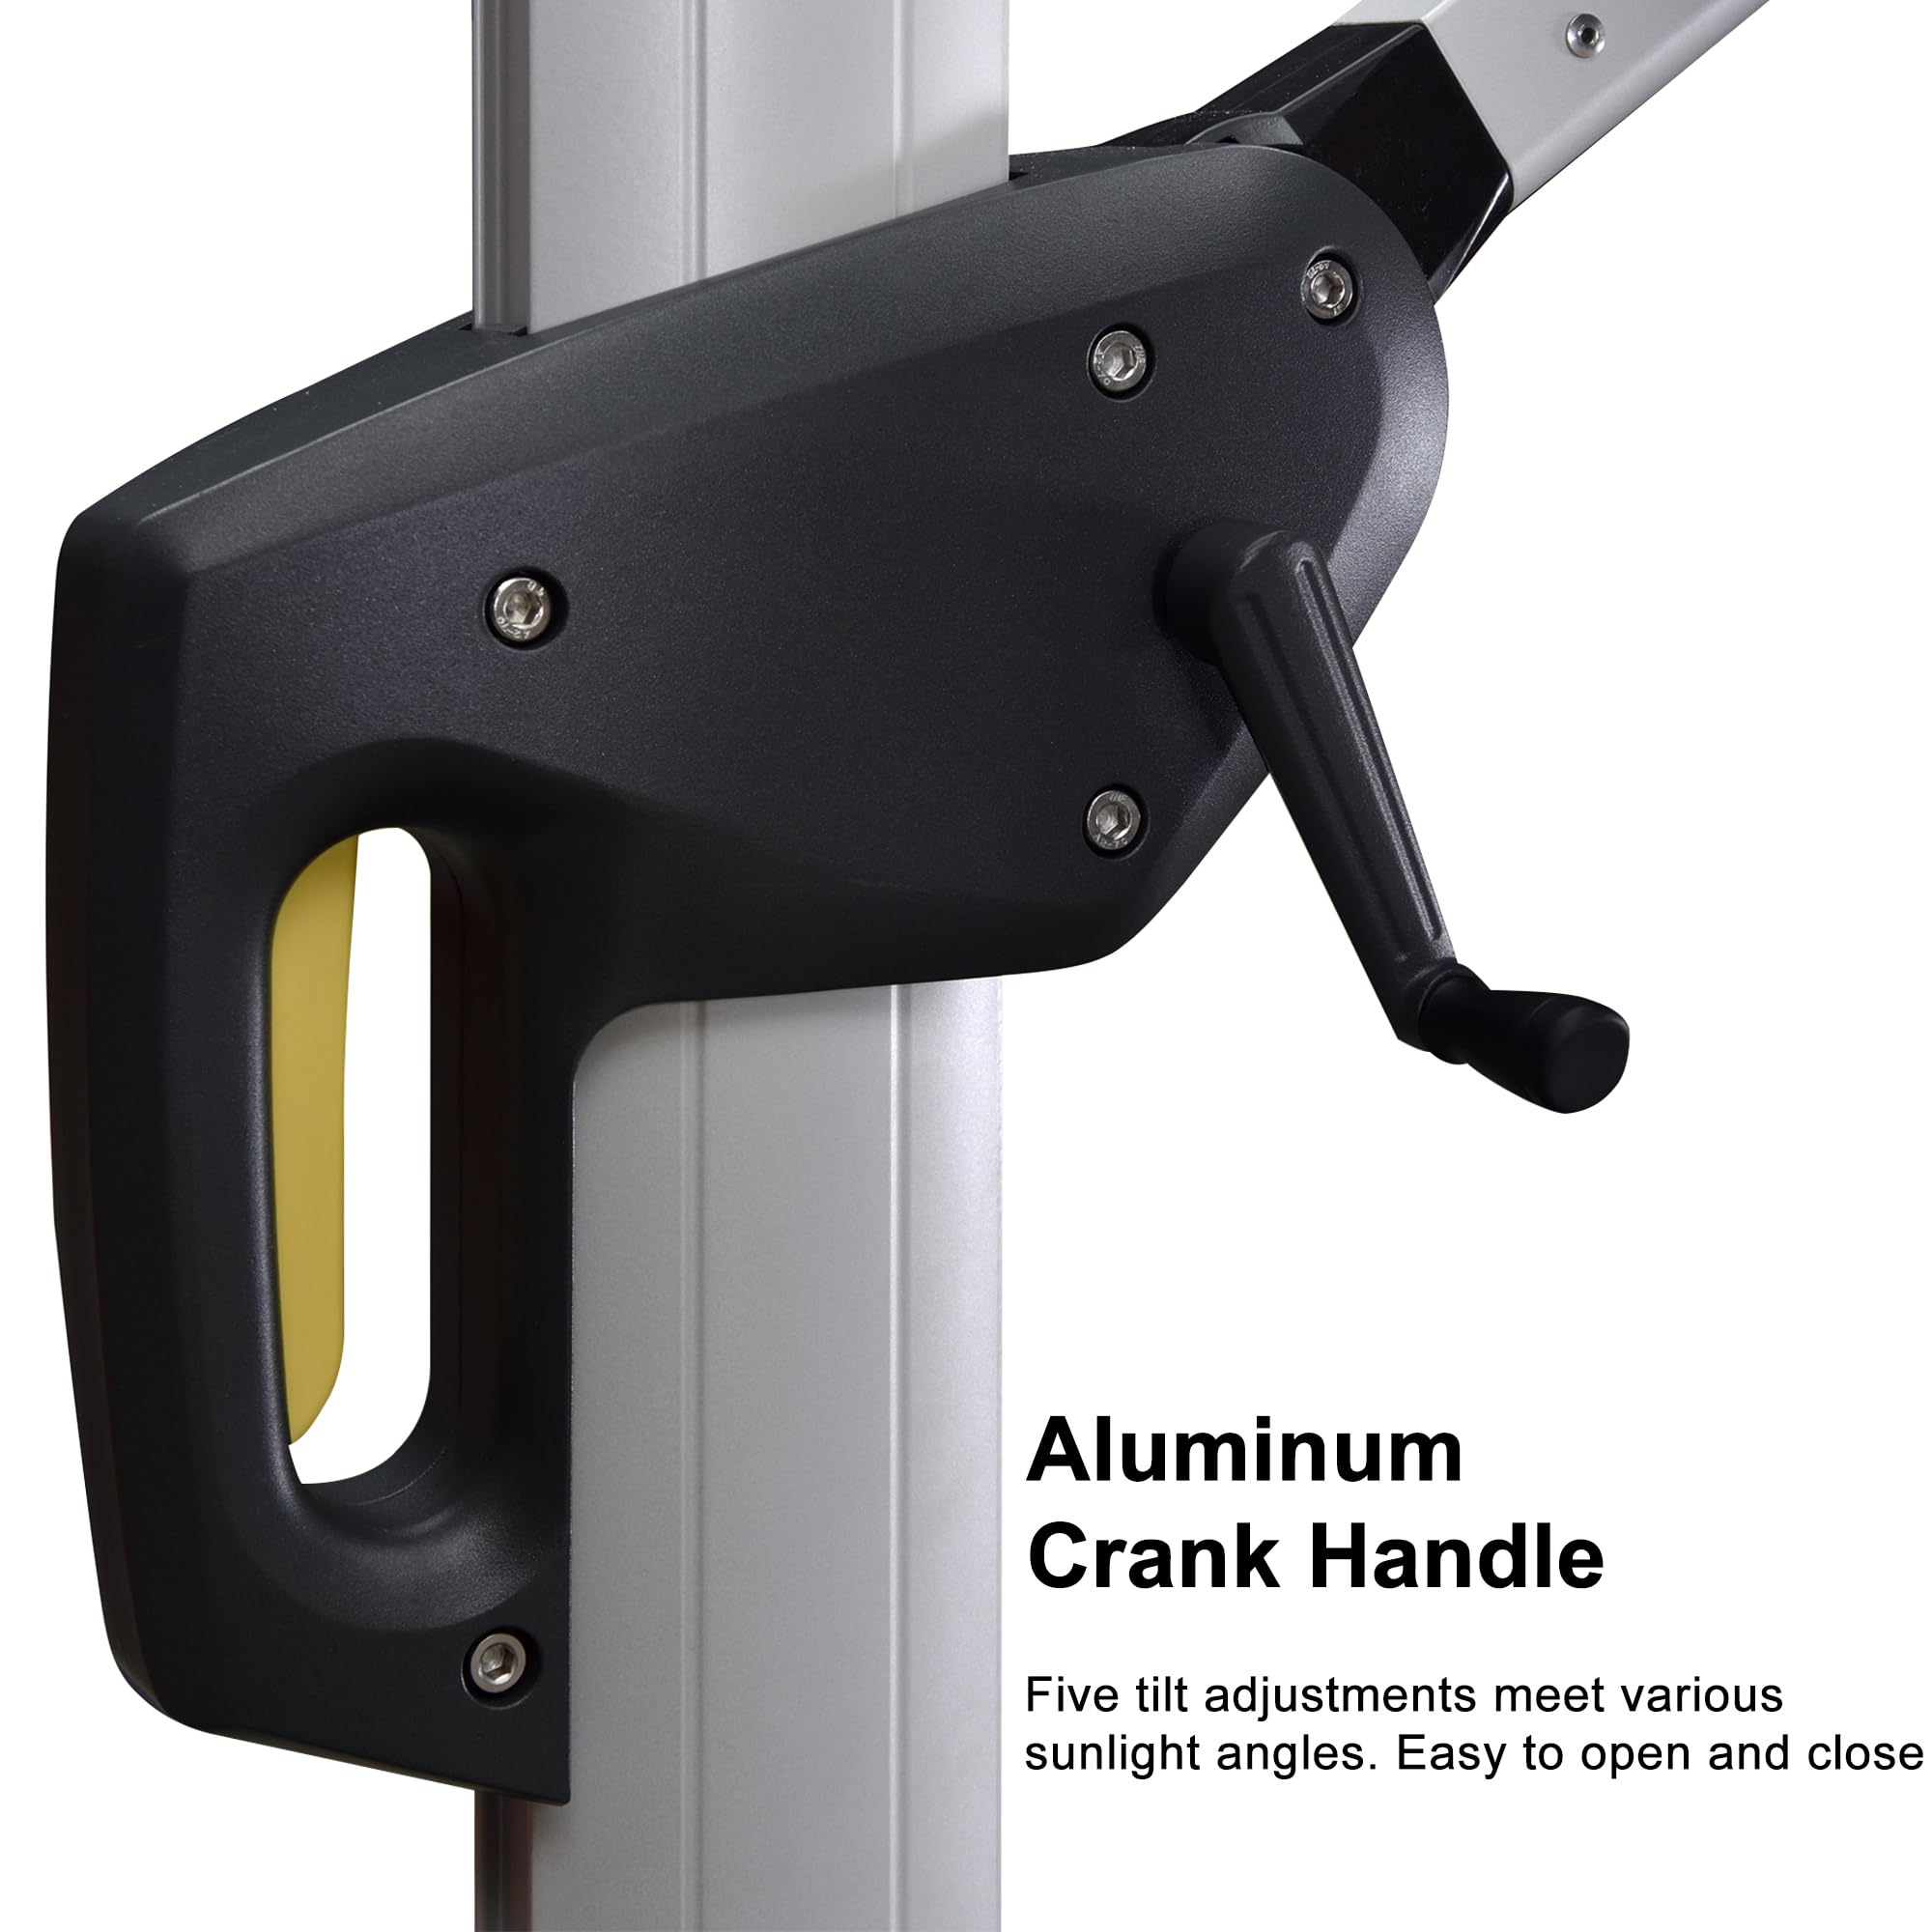 Aluminum
Crank Handle
Five tilt adjustments meet various
sunlight angles. Easy to open and close